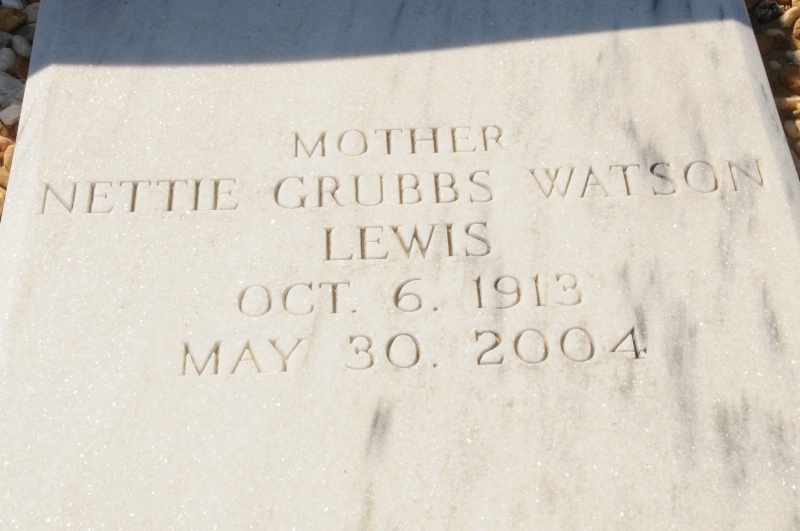 MOTHER
NETTIE GRUBBS WATSON
LEWIS
OCT. 6. 1913
MAY 30. 2004